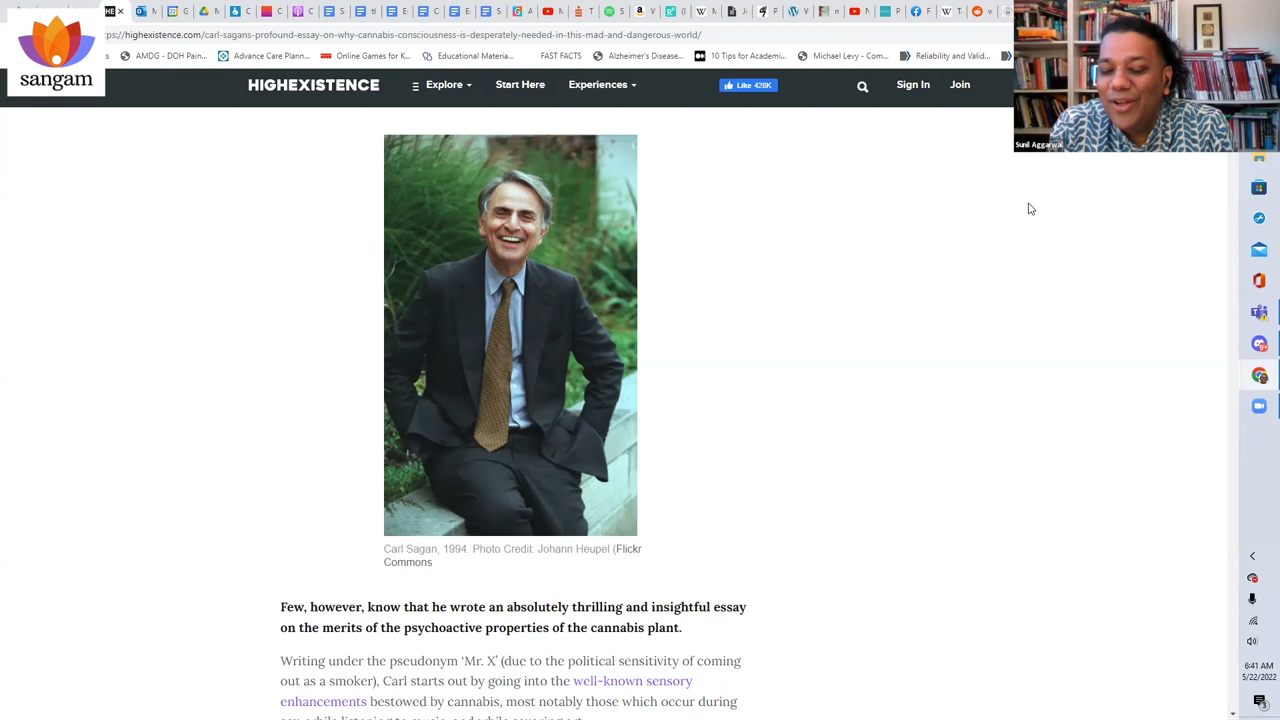 sangam
HE
tps://highexistence.com/carl-sagans-profound-essay-on-why-cannabis-consciousness-is-desperately-needed-in-this-mad-and-dangerous-world/
AMDG - DOH Pain...
Advance Care Plann...
Online Games for K...
Educational Materia...
FAST FACTS
Alzheimer's Disease...
10 Tips for Academi...
Michael Levy - Com...
Reliability and Valid...
HIGHEXISTENCE
Explore
Start Here
Experiences
Like 428K
Sign In
Join
Sunil Aggarwal
Carl Sagan, 1994. Photo Credit: Johann Heupel (Flickr
Commons
Few, however, know that he wrote an absolutely thrilling and insightful essay
on the merits of the psychoactive properties of the cannabis plant.
Writing under the pseudonym ‘Mr. X’ (due to the political sensitivity of coming
out as a smoker), Carl starts out by going into the well-known sensory
enhancements bestowed by cannabis, most notably those which occur during
6:41 AM
5/22/2022